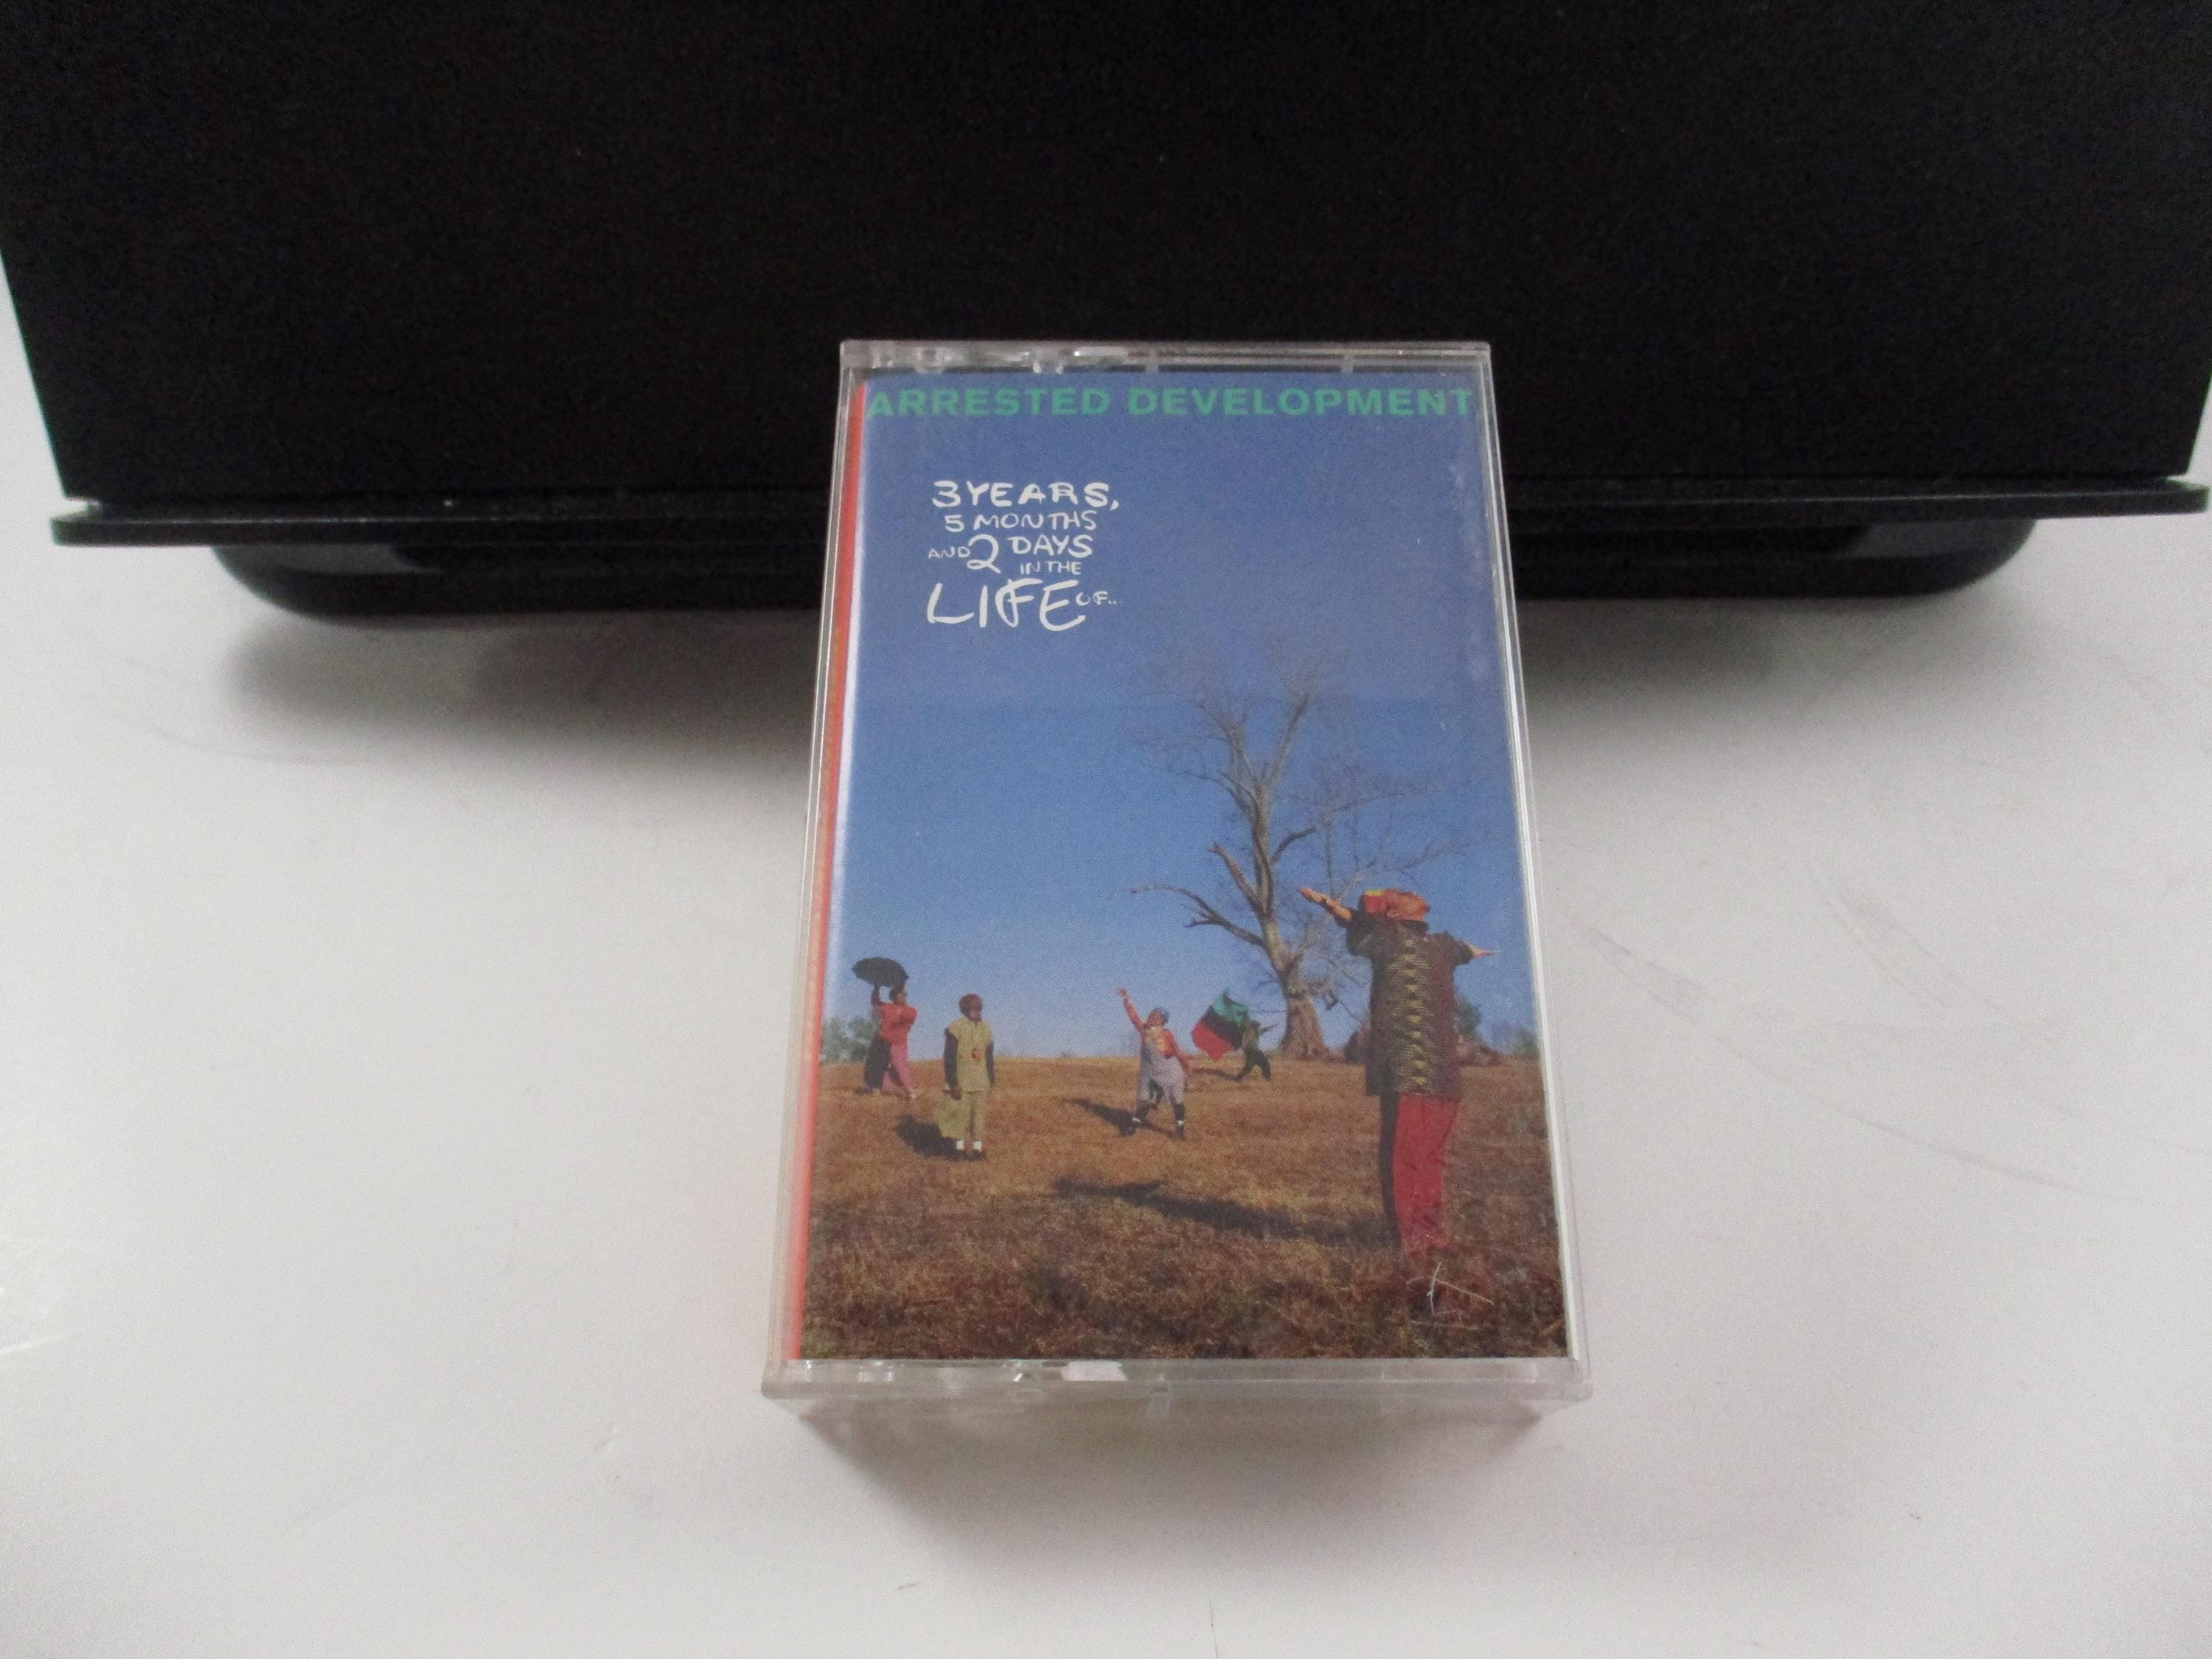 ARRESTED DEVELOPMENT
3 YEARS,
5 MONTHS
AND 2 DAYS
IN THE
LIFE OF..